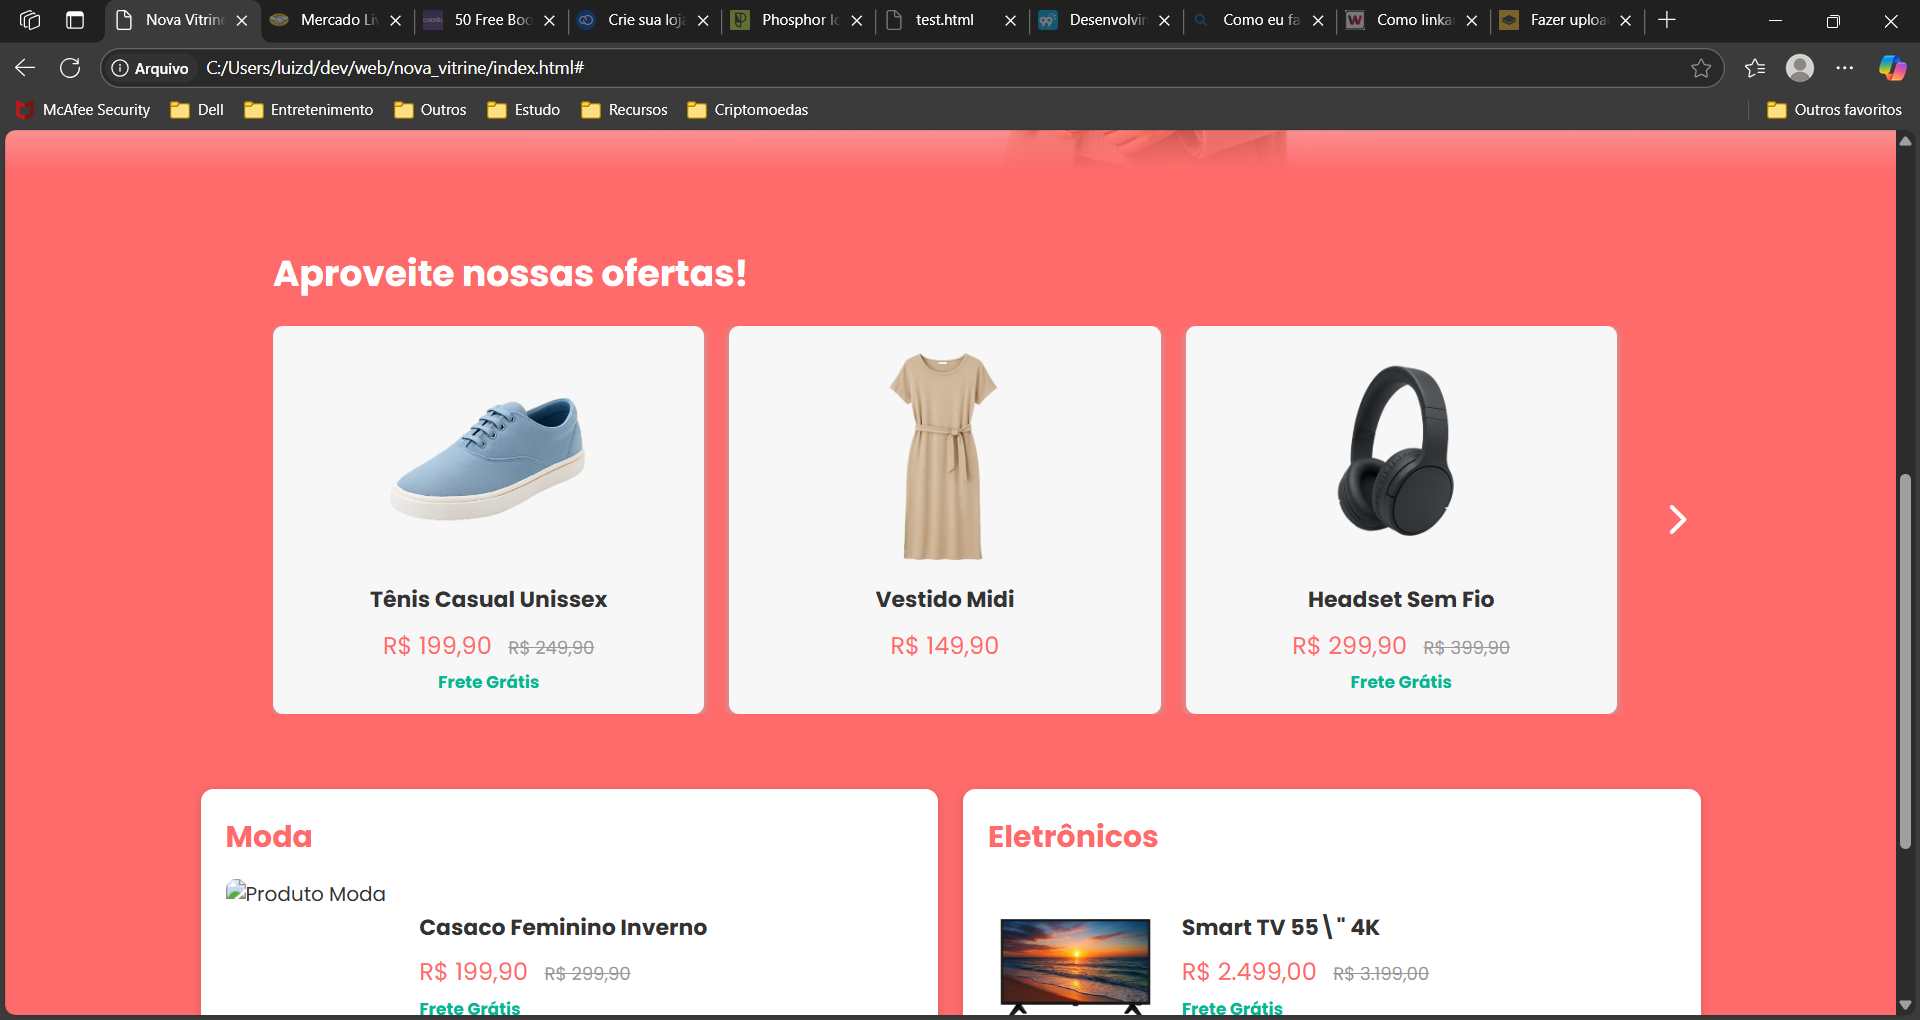 Nova Vitrine
Mercado Li
50 Free Boo
Crie sua loja
Phosphor Ic
test.html
Desenvolvir
Como eu fa
Como linka
Fazer uploa
Arquivo C:/Users/luizd/dev/web/nova_vitrine/index.html#
McAfee Security
Dell
Entretenimento
Outros
Estudo
Recursos
Criptomoedas
Outros favoritos
Aproveite nossas ofertas!
Tênis Casual Unissex
R$ 199,90 R$ 249,90
Frete Grátis
Vestido Midi
R$ 149,90
Headset Sem Fio
R$ 299,90 R$ 399,90
Frete Grátis
Moda
Produto Moda
Casaco Feminino Inverno
R$ 199,90 R$ 299,90
Frete Grátis
Eletrônicos
Smart TV 55\" 4K
R$ 2.499,00 R$ 3.199,00
Frete Grátis